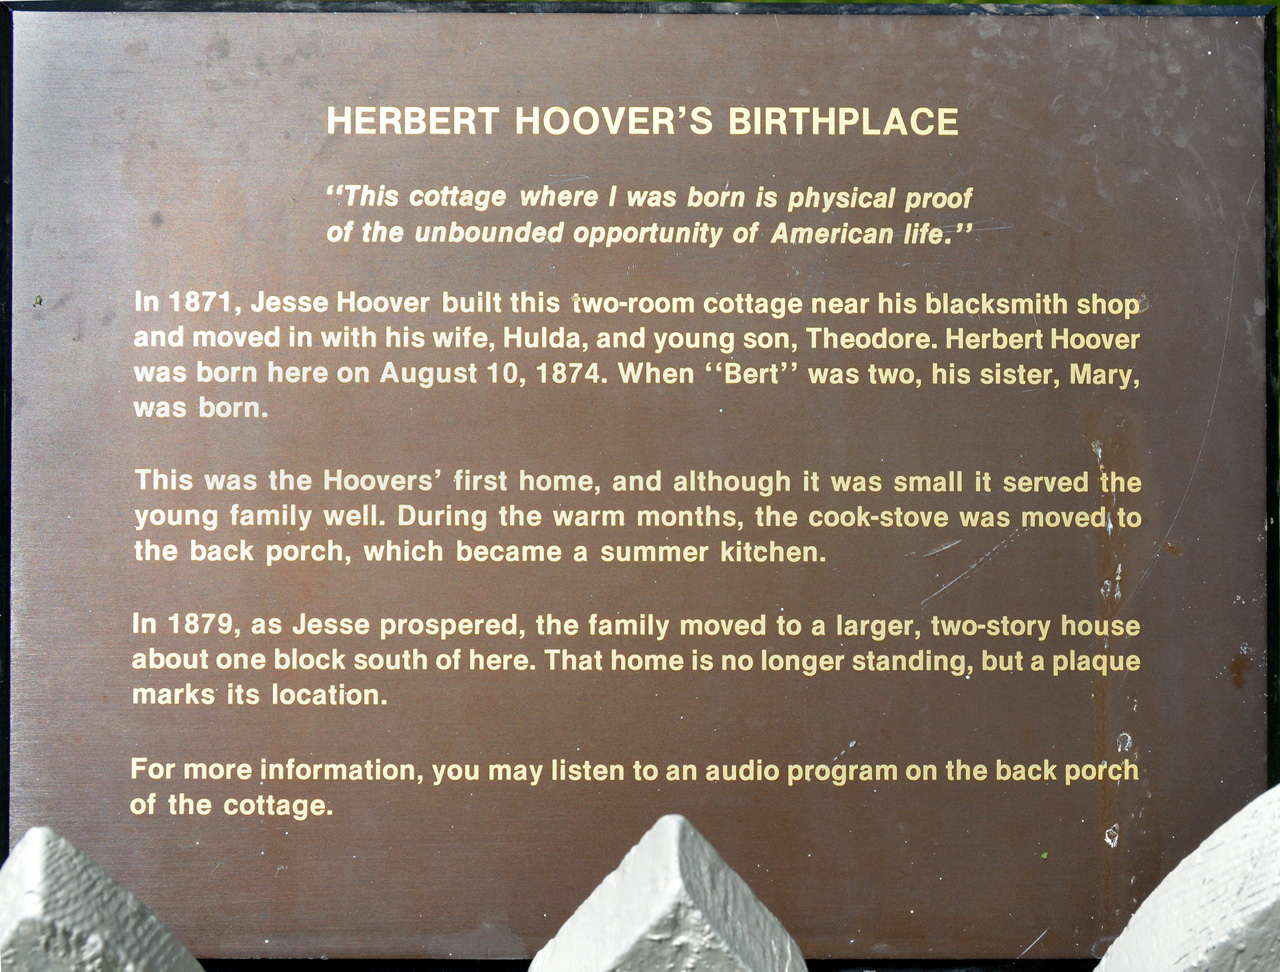 HERBERT HOOVER'S BIRTHPLACE
“This cottage where I was born is physical proof
of the unbounded opportunity of American life.”
In 1871, Jesse Hoover built this two-room cottage near his blacksmith shop
and moved in with his wife, Hulda, and young son, Theodore. Herbert Hoover
was born here on August 10, 1874. When “Bert” was two, his sister, Mary,
was born.
This was the Hoovers’ first home, and although it was small it served the
young family well. During the warm months, the cook-stove was moved to
the back porch, which became a summer kitchen.
In 1879, as Jesse prospered, the family moved to a larger, two-story house
about one block south of here. That home is no longer standing, but a plaque
marks its location.
For more information, you may listen to an audio program on the back porch
of the cottage.